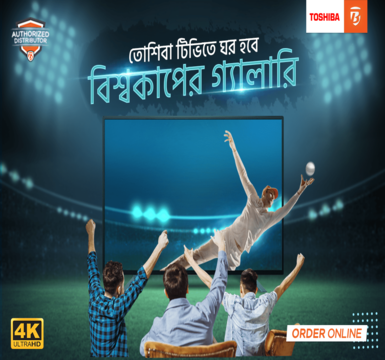 AUTHORIZED
DISTRIBUTOR
TOSHIBA
তোশিবা টিভিতে ঘর হবে
বিশ্বকাপের গ্যালারি
4K
ULTRA HD
ORDER ONLINE